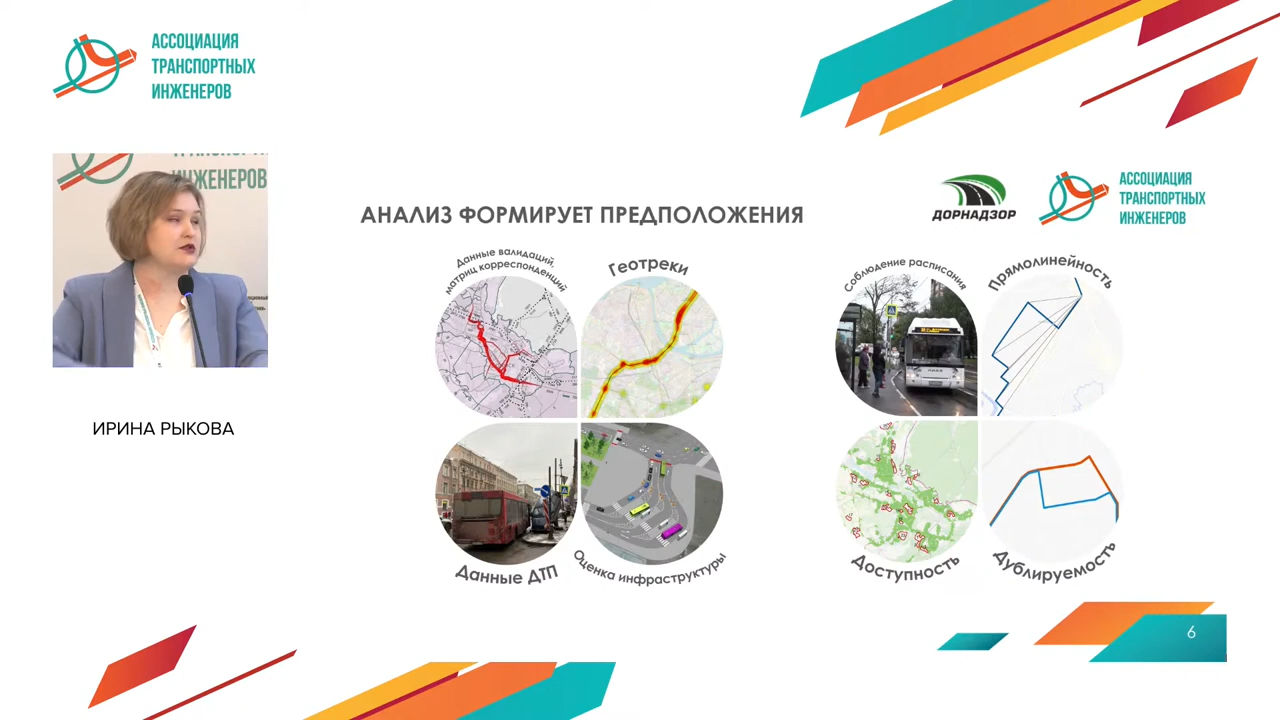 АССОЦИАЦИЯ
ТРАНСПОРТНЫХ
ИНЖЕНЕРОВ
ИНЖЕНЕРОВ
ИРИНА РЫКОВА
АНАЛИЗ ФОРМИРУЕТ ПРЕДПОЛОЖЕНИЯ
ДОРНАДЗОР
АССОЦИАЦИЯ
ТРАНСПОРТНЫХ
ИНЖЕНЕРОВ
Данные валидаций,
матриц корреспонденций
Геотреки
Соблюдение расписания
Прямолинейность
Данные ДТП
Оценка инфраструктуры
Доступность
Дублируемость
6